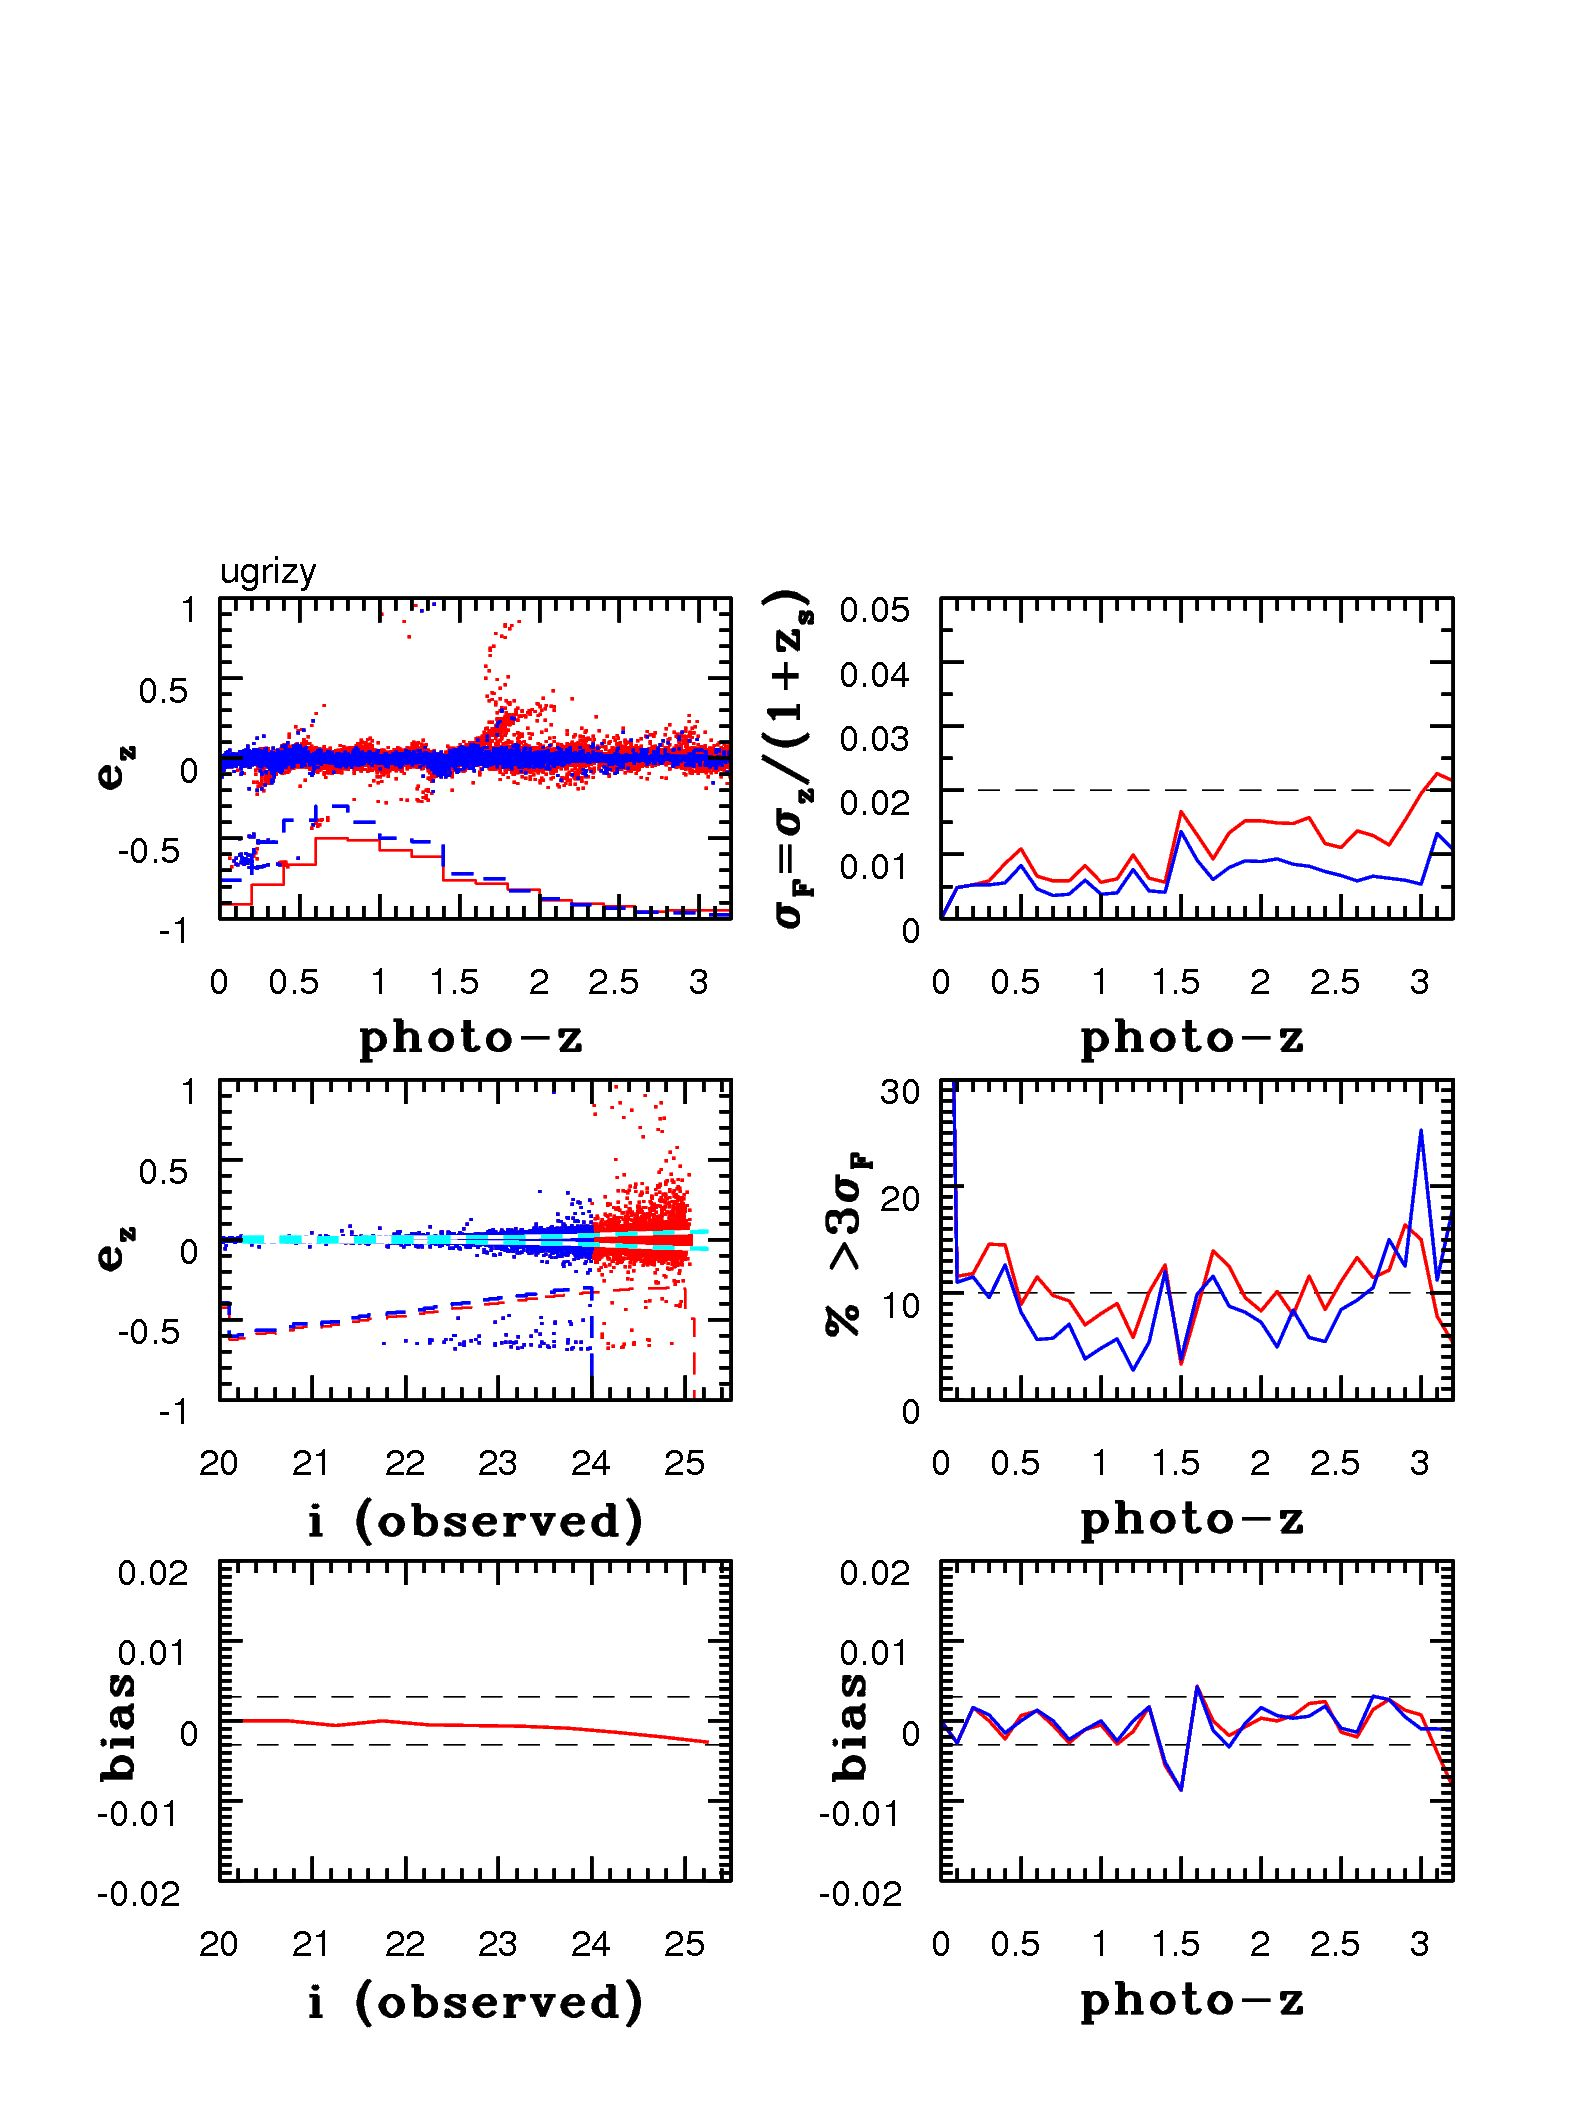 ugrizy
1
0.5
0
-0.5
-1
e_z
0 0.5 1 1.5 2 2.5 3
photo-z
0.05
0.04
0.03
0.02
0.01
0
σ_F=σ_z/(1+z_s)
0 0.5 1 1.5 2 2.5 3
photo-z
1
0.5
0
-0.5
-1
e_z
20 21 22 23 24 25
i (observed)
30
20
10
0
% >3σ_F
0 0.5 1 1.5 2 2.5 3
photo-z
0.02
0.01
0
-0.01
-0.02
bias
20 21 22 23 24 25
i (observed)
0.02
0.01
0
-0.01
-0.02
bias
0 0.5 1 1.5 2 2.5 3
photo-z